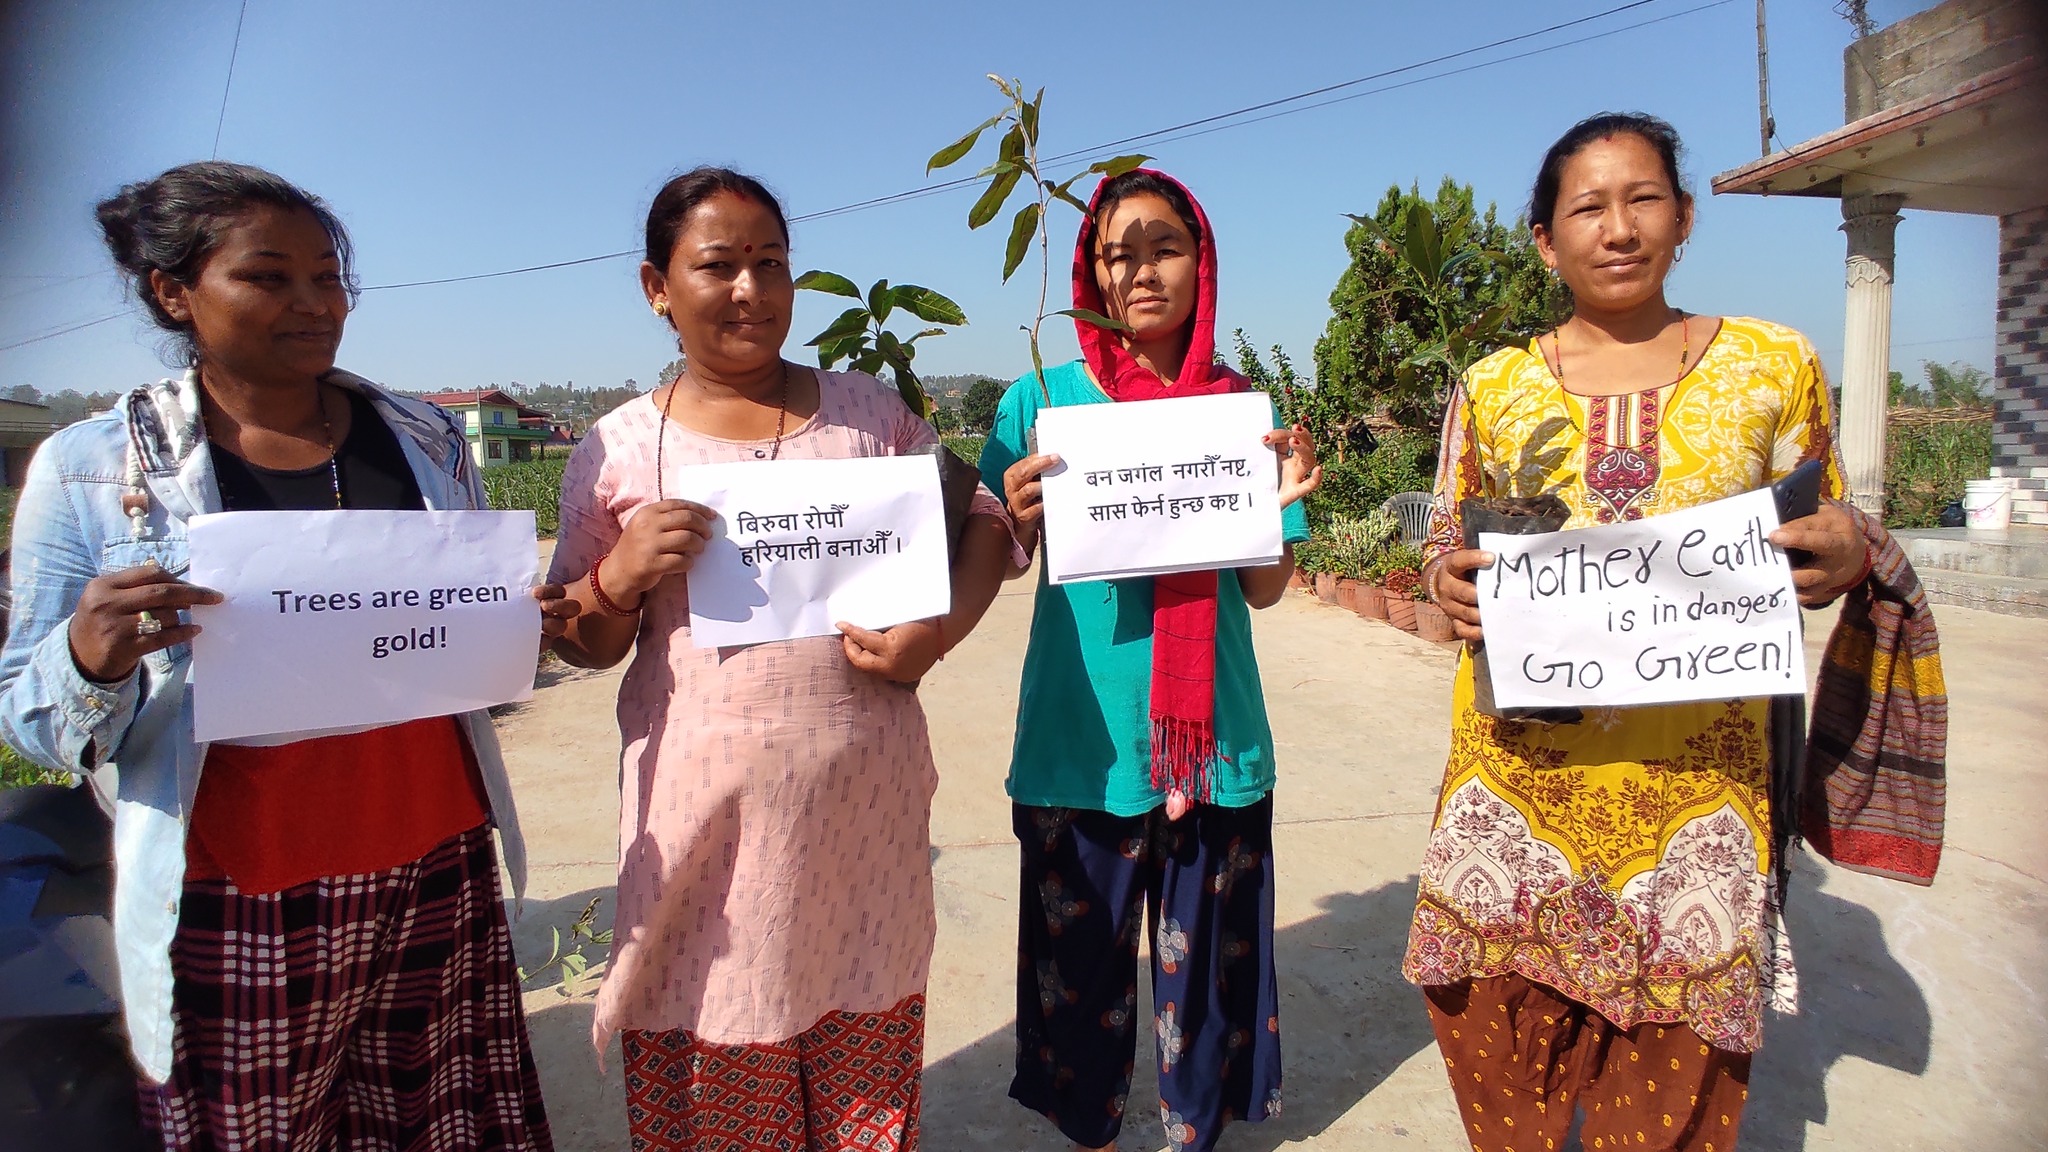 Trees are green
gold!
बिरुवा रोपौँ
हरियाली बनाऔँ ।
बन जगंल नगरौँ नष्ट,
सास फेर्न हुन्छ कष्ट ।
Mother earth
is in danger,
Go Green!